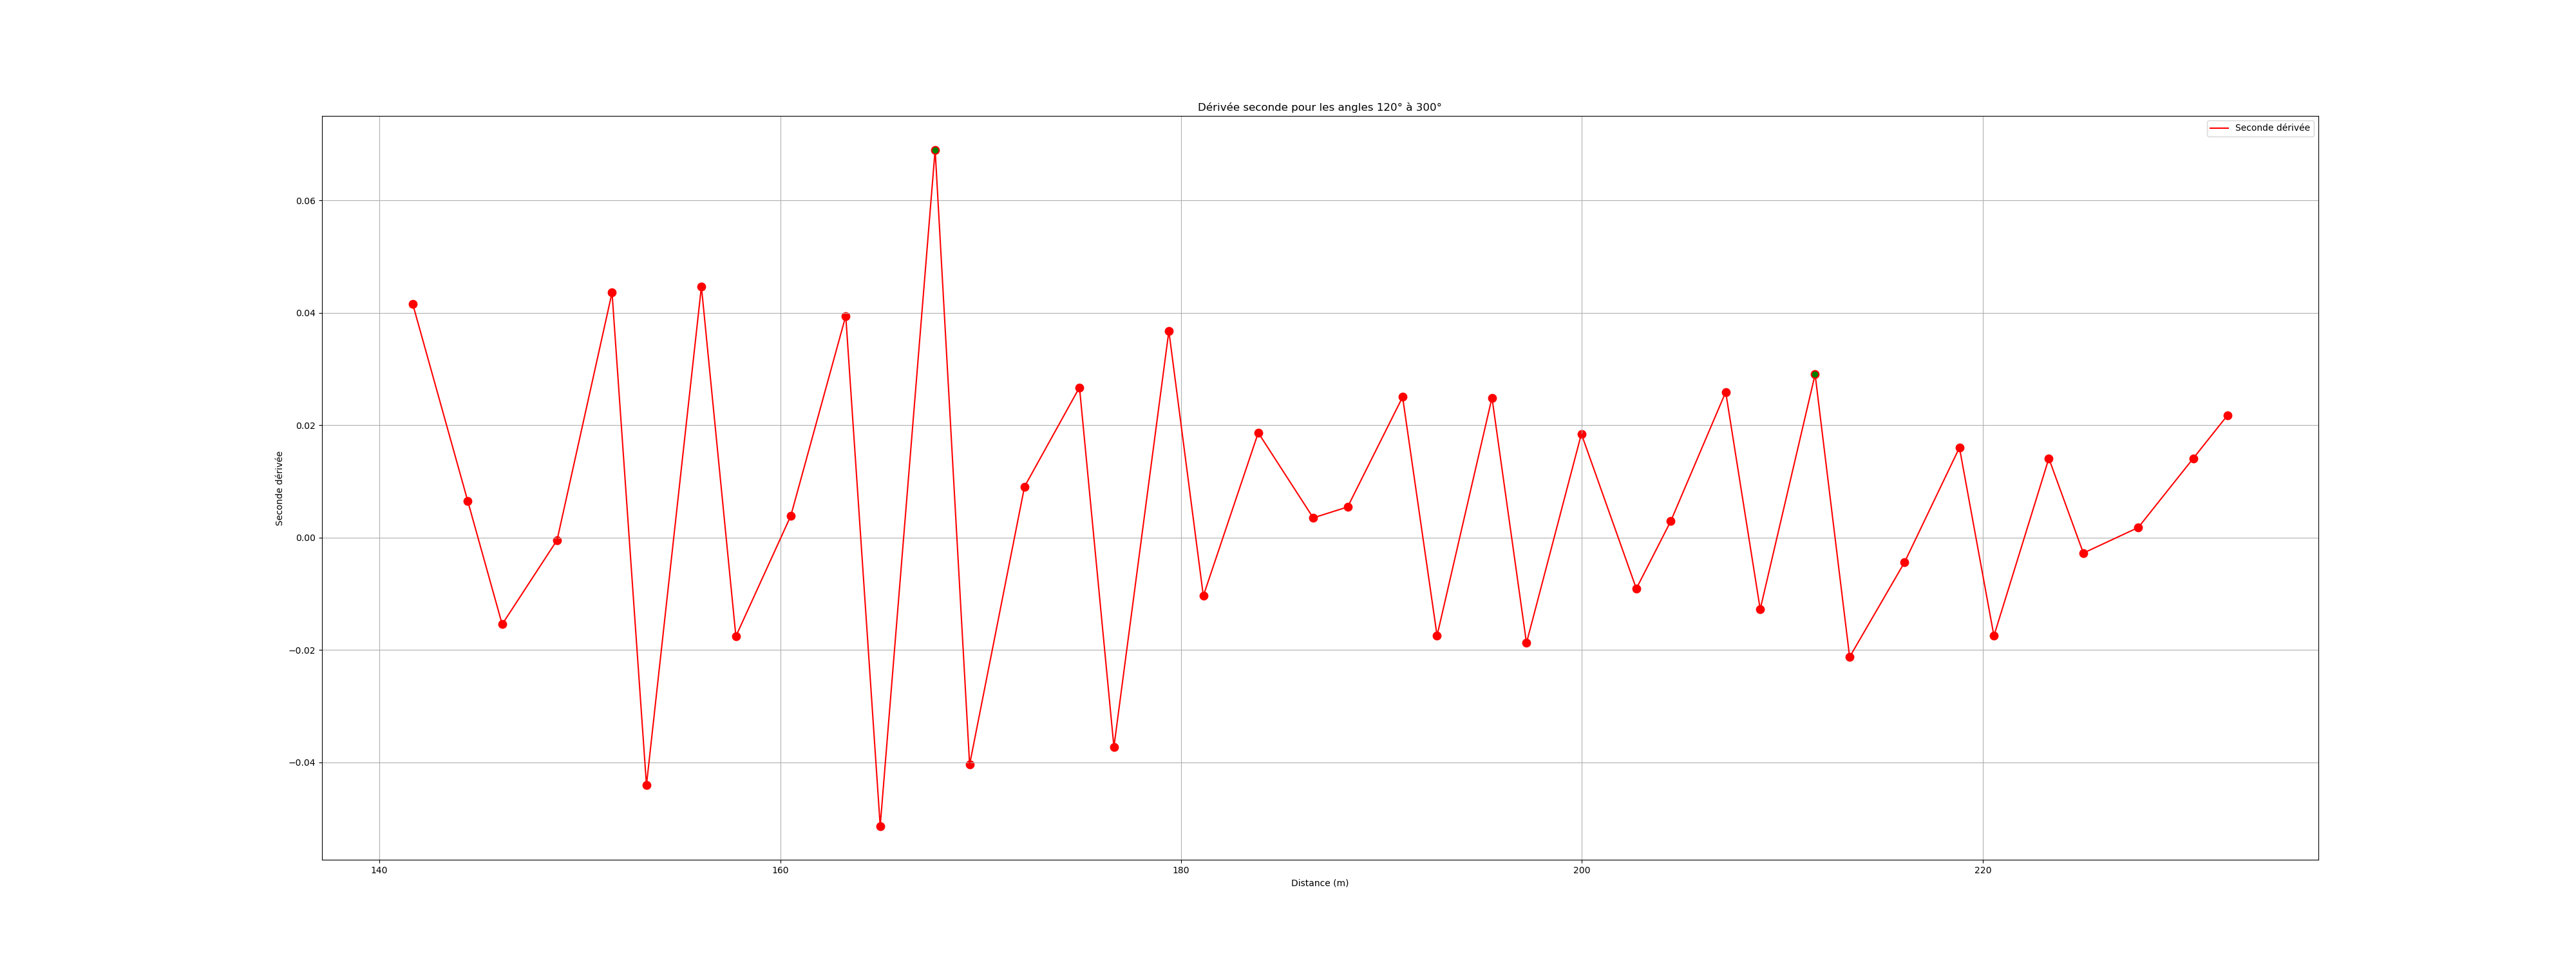 Dérivée seconde pour les angles 120° à 300°
Seconde dérivée
0.06
0.04
0.02
0.00
−0.02
−0.04
Seconde dérivée
140
160
180
200
220
Distance (m)